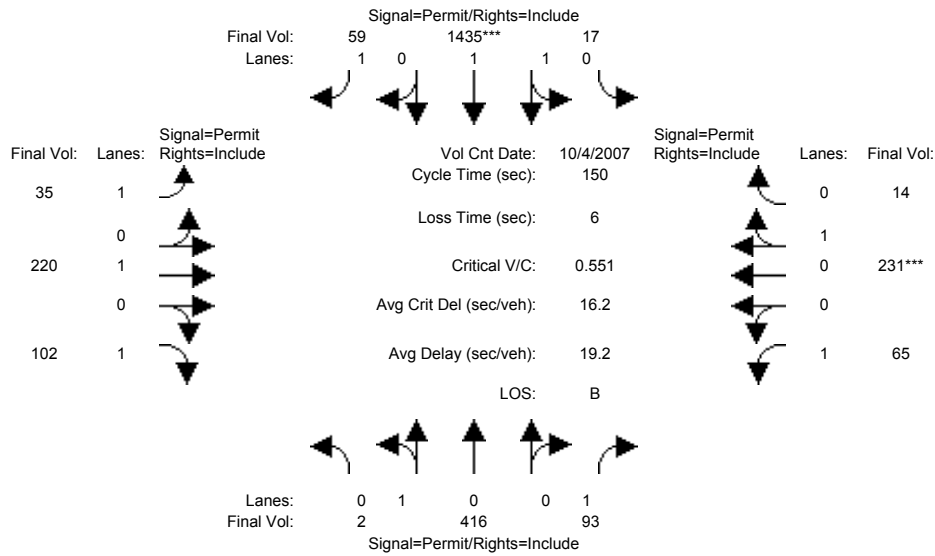 Signal=Permit/Rights=Include
Final Vol: 59 1435*** 17
Lanes: 1 0 1 1 0
Signal=Permit Signal=Permit
Final Vol: Lanes: Rights=Include Vol Cnt Date: 10/4/2007 Rights=Include Lanes: Final Vol:
Cycle Time (sec): 150
35 1 0 14
Loss Time (sec): 6
0 1
220 1 Critical V/C: 0.551 0 231***
0 Avg Crit Del (sec/veh): 16.2 0
102 1 Avg Delay (sec/veh): 19.2 1 65
LOS: B
Lanes: 0 1 0 0 1
Final Vol: 2 416 93
Signal=Permit/Rights=Include